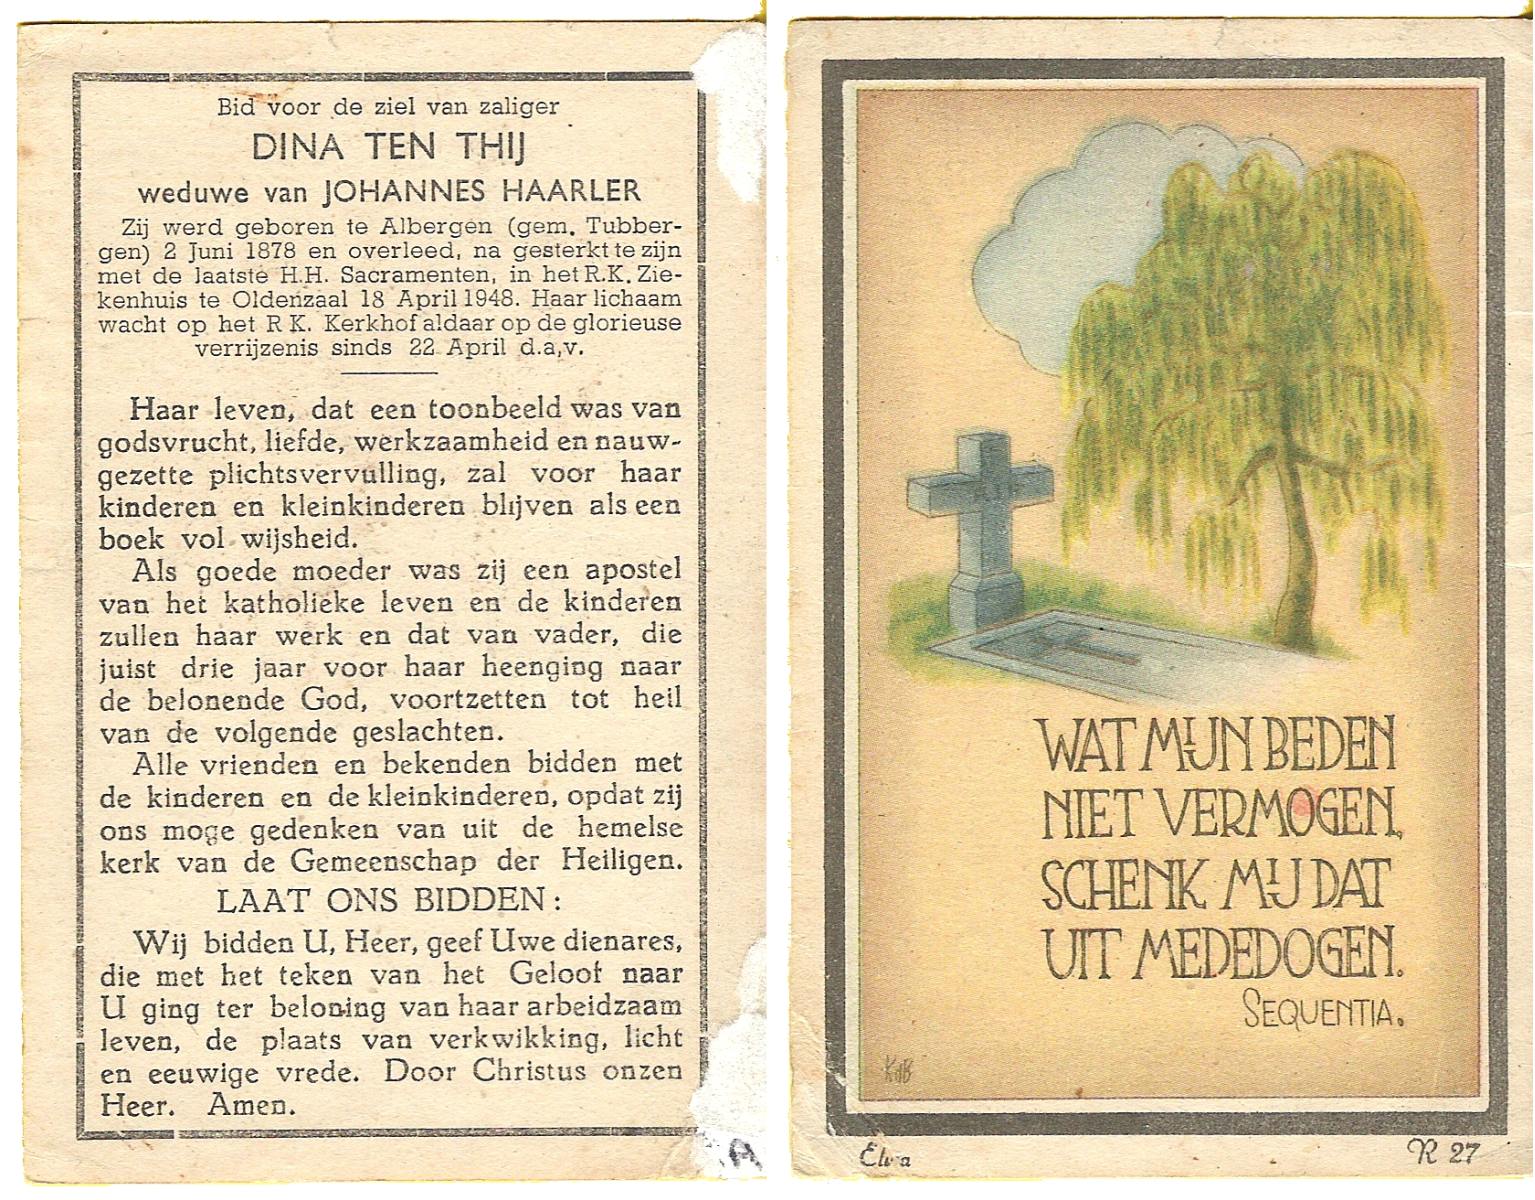 Bid voor de ziel van zaliger
DINA TEN THIJ
weduwe van JOHANNES HAARLER
Zij werd geboren te Albergen (gem. Tubber-
gen) 2 Juni 1878 en overleed, na gesterkt te zijn
met de laatste H.H. Sacramenten, in het R.K. Zie-
kenhuis te Oldenzaal 18 April 1948. Haar lichaam
wacht op het R K. Kerkhof aldaar op de glorieuse
verrijzenis sinds 22 April d.a,v.
Haar leven, dat een toonbeeld was van
godsvrucht, liefde, werkzaamheid en nauw-
gezette plichtsvervulling, zal voor haar
kinderen en kleinkinderen blijven als een
boek vol wijsheid.
Als goede moeder was zij een apostel
van het katholieke leven en de kinderen
zullen haar werk en dat van vader, die
juist drie jaar voor haar heenging naar
de belonende God, voortzetten tot heil
van de volgende geslachten.
Alle vrienden en bekenden bidden met
de kinderen en de kleinkinderen, opdat zij
ons moge gedenken van uit de hemelse
kerk van de Gemeenschap der Heiligen.
LAAT ONS BIDDEN:
Wij bidden U, Heer, geef Uwe dienares,
die met het teken van het Geloof naar
U ging ter beloning van haar arbeidzaam
leven, de plaats van verkwikking, licht
en eeuwige vrede. Door Christus onzen
Heer. Amen.
A
WAT MIJN BEDEN
NIET VERMOGEN,
SCHENK MIJ DAT
UIT MEDEDOGEN.
SEQUENTIA.
KvB
Elva
R 27